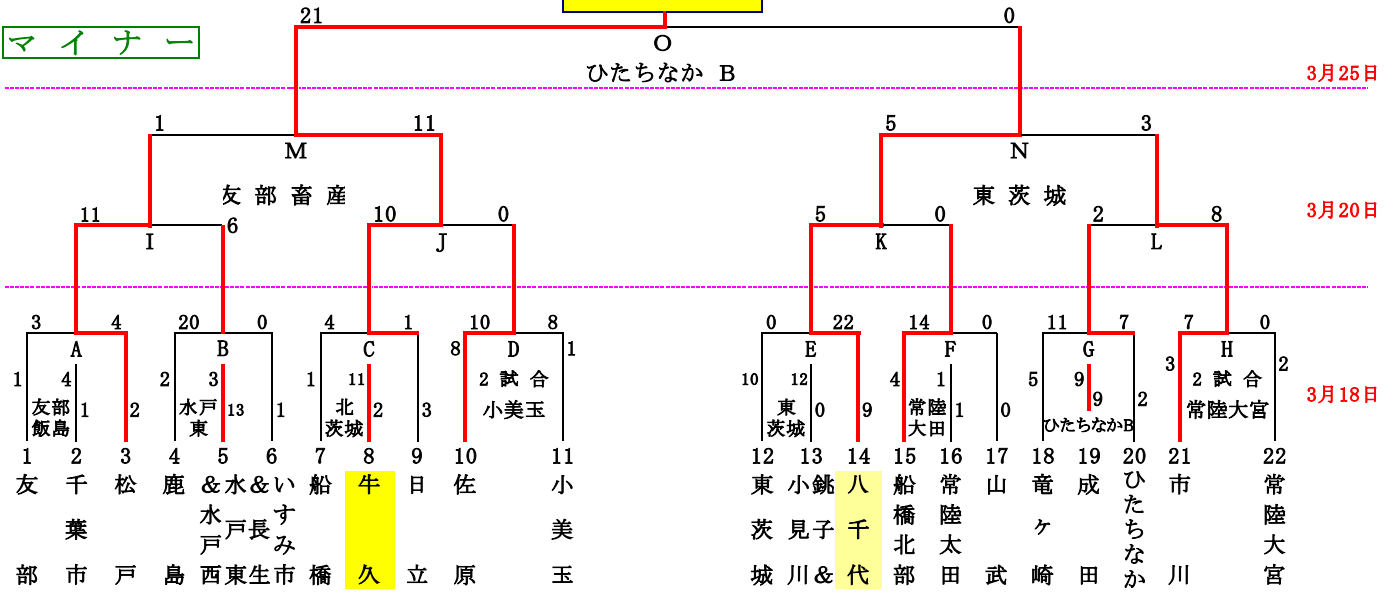 マイナー
21 0
O
ひたちなか B
3月25日
1 11 5 3
M N
友部畜産 東茨城
3月20日
11 6 10 0 5 0 2 8
I J K L
3 4 20 0 4 1 10 8 0 22 14 0 11 7 7 0
A B C D E F G H
8 1
1 4 1 2
2 3 13 1
1 11 2 3
2 試合
10 12 0 9
4 1 1 0
5 9 9 2
3 2 試合 2
3月18日
友部
飯島
水戸
東
北
茨城
小美玉
東
茨城
常陸
大田
ひたちなかB
常陸大宮
1 2 3 4 5 6 7 8 9 10 11 12 13 14 15 16 17 18 19 20 21 22
友部
千葉市
松戸
鹿島
&水戸西
水戸東
&長生
いすみ市
船橋
牛久
日立
佐原
小美玉
東茨城
小見川
銚子&
八千代
船橋北部
常陸太田
山武
竜ヶ崎
成田
ひたちなか
市川
常陸大宮